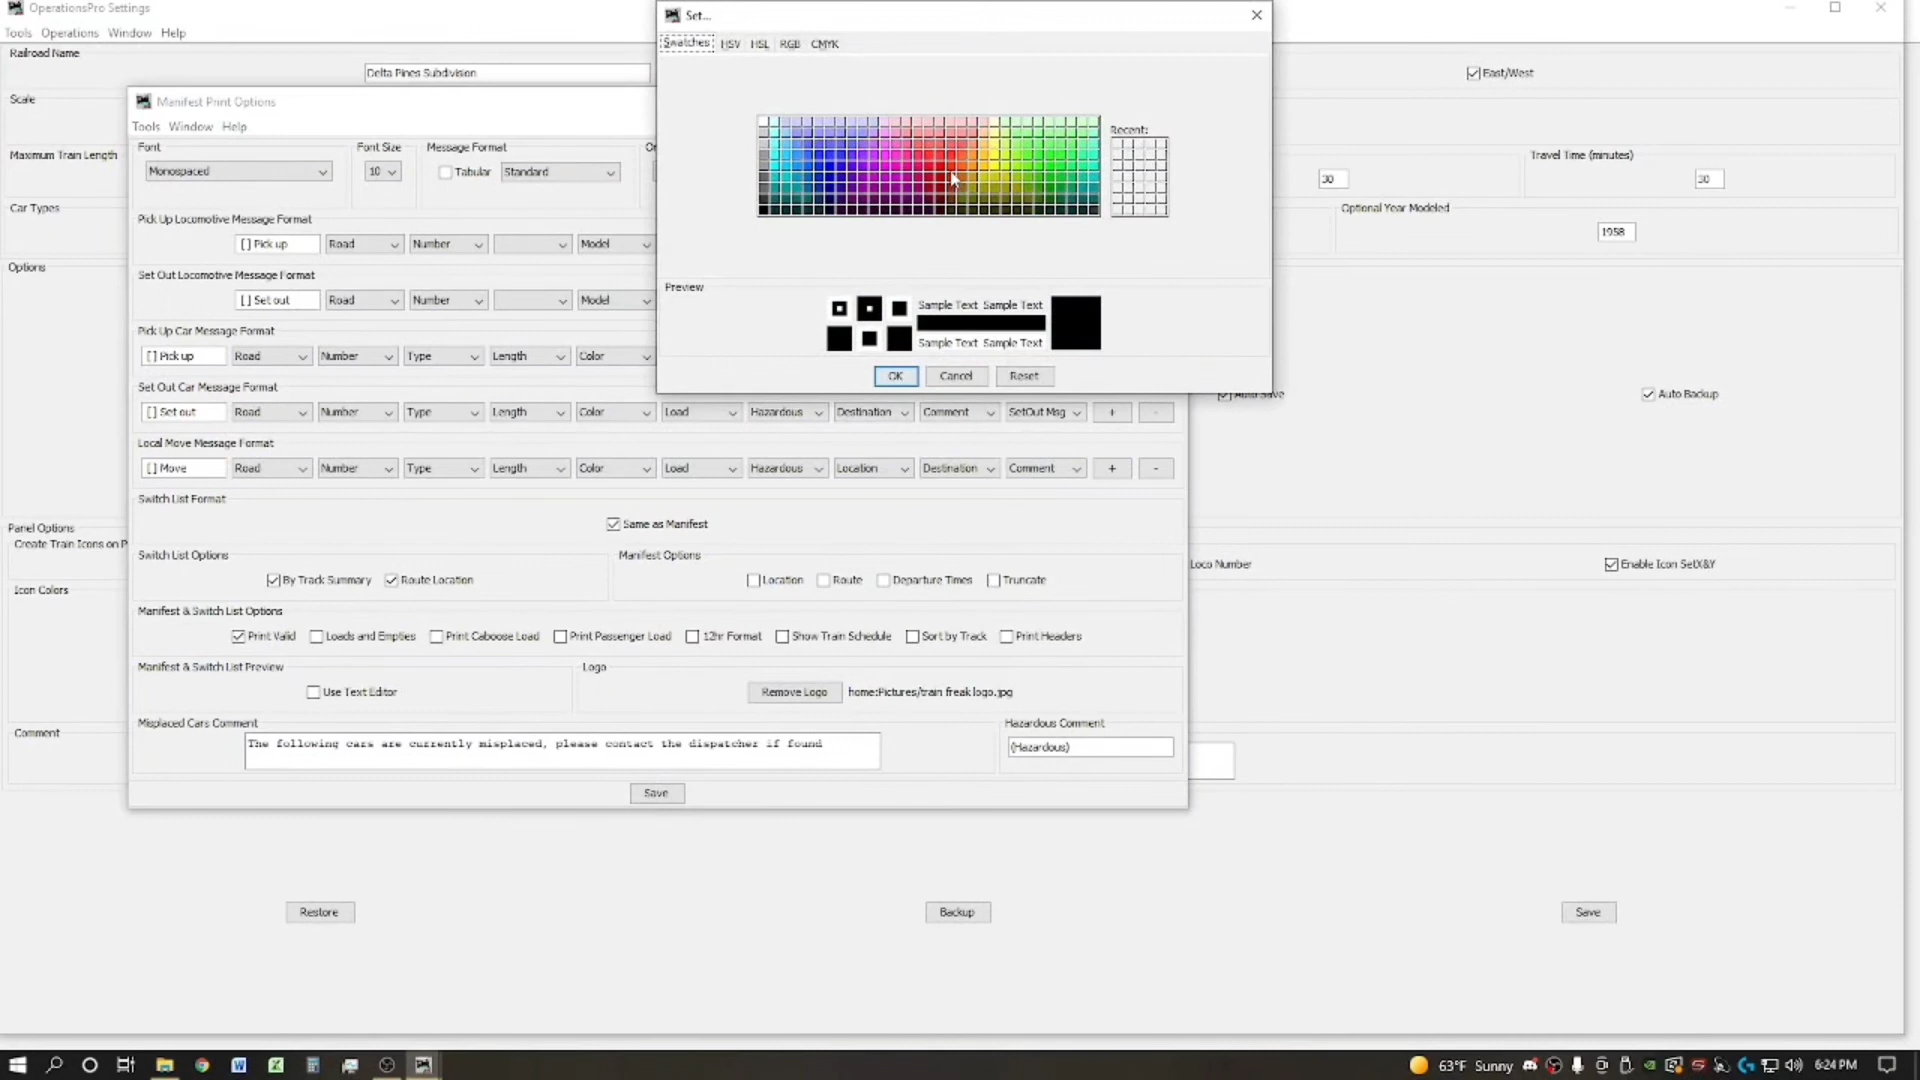 OperationsPro Settings
Tools Operations Window Help
Railroad Name
Delta Pines Subdivision
East/West
Scale
Maximum Train Length
30
Travel Time (minutes)
30
Car Types
Optional Year Modeled
1958
Options
Auto Save
Auto Backup
Panel Options
Create Train Icons on P
Loco Number
Enable Icon SetX&Y
Icon Colors
Comment
Restore
Backup
Save
Manifest Print Options
Tools Window Help
Font
Font Size
Message Format
Monospaced
10
Tabular
Standard
Pick Up Locomotive Message Format
[ ] Pick up Road Number Model
Set Out Locomotive Message Format
[ ] Set out Road Number Model
Pick Up Car Message Format
[ ] Pick up Road Number Type Length Color
Set Out Car Message Format
[ ] Set out Road Number Type Length Color Load Hazardous Destination Comment SetOut Msg + -
Local Move Message Format
[ ] Move Road Number Type Length Color Load Hazardous Location Destination Comment + -
Switch List Format
Same as Manifest
Switch List Options
Manifest Options
By Track Summary Route Location
Location Route Departure Times Truncate
Manifest & Switch List Options
Print Valid Loads and Empties Print Caboose Load Print Passenger Load 12hr Format Show Train Schedule Sort by Track Print Headers
Manifest & Switch List Preview
Logo
Use Text Editor
Remove Logo home:Pictures/train freak logo.jpg
Misplaced Cars Comment
Hazardous Comment
The following cars are currently misplaced, please contact the dispatcher if found
(Hazardous)
Save
Set...
Swatches HSV HSL RGB CMYK
Recent:
Preview
Sample Text Sample Text
Sample Text Sample Text
OK Cancel Reset
63°F Sunny
6:24 PM